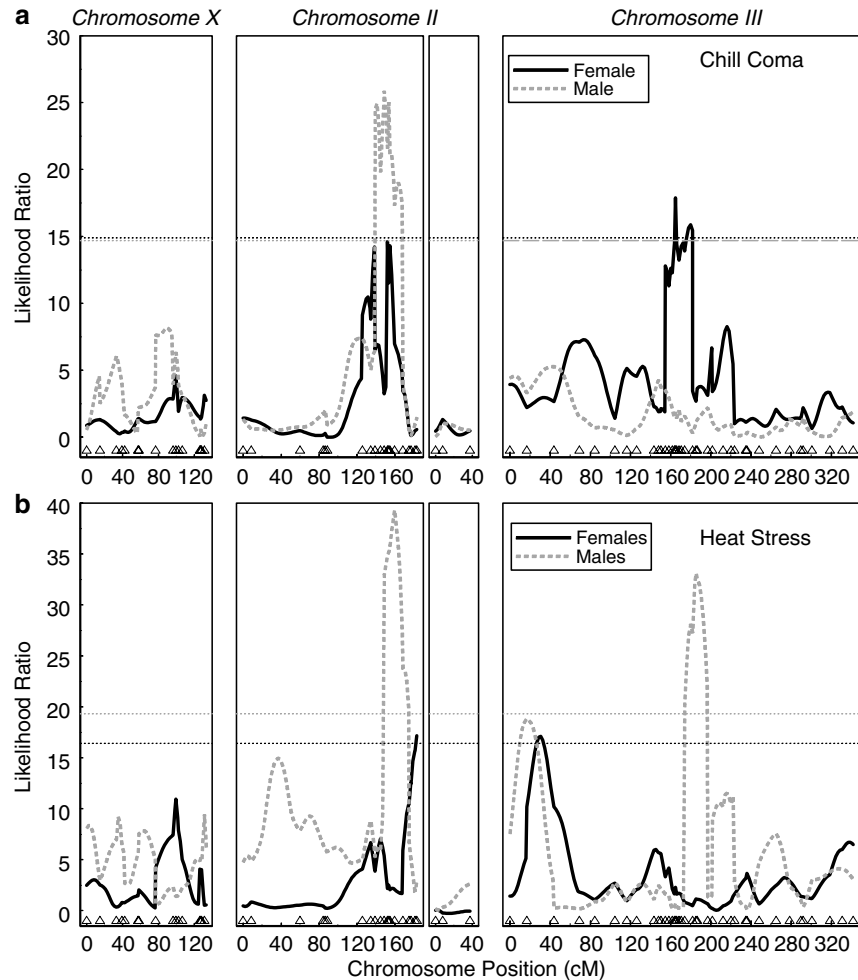 Chromosome X Chromosome II Chromosome III
a
30
25
20
15
10
5
0
Likelihood Ratio
Female
Male
Chill Coma
0 40 80 120 0 40 80 120 160 0 40 0 40 80 120 160 200 240 280 320
b
40
35
30
25
20
15
10
5
0
Likelihood Ratio
Females
Males
Heat Stress
0 40 80 120 0 40 80 120 160 0 40 0 40 80 120 160 200 240 280 320
Chromosome Position (cM)